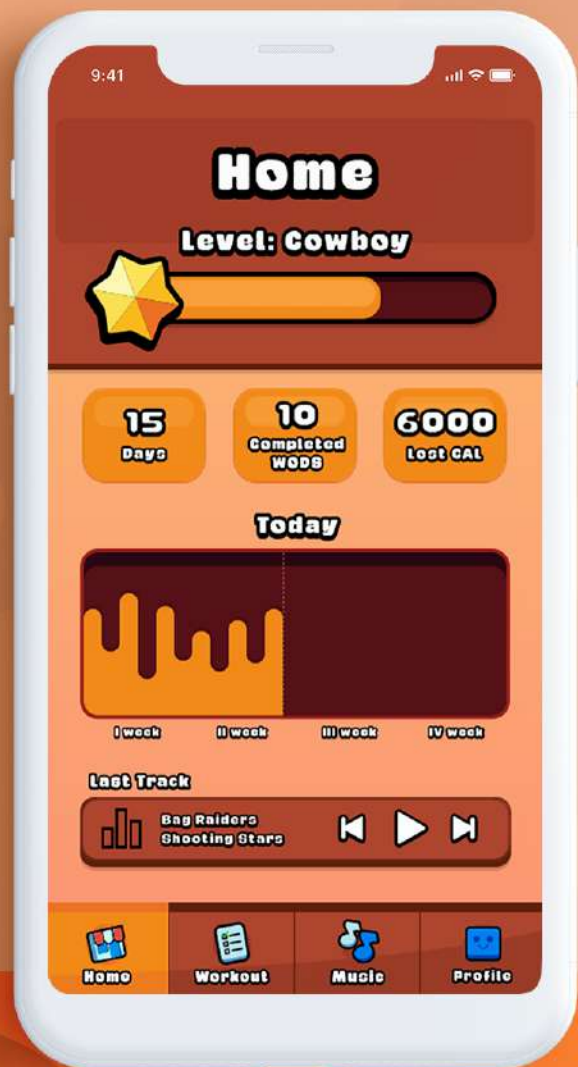 9:41
Home
Level: Cowboy
15
Days
10
Completed
WODS
6000
Lost CAL
Today
I week
II week
III week
IV week
Last Track
Bag Raiders
Shooting Stars
Home
Workout
Music
Profile